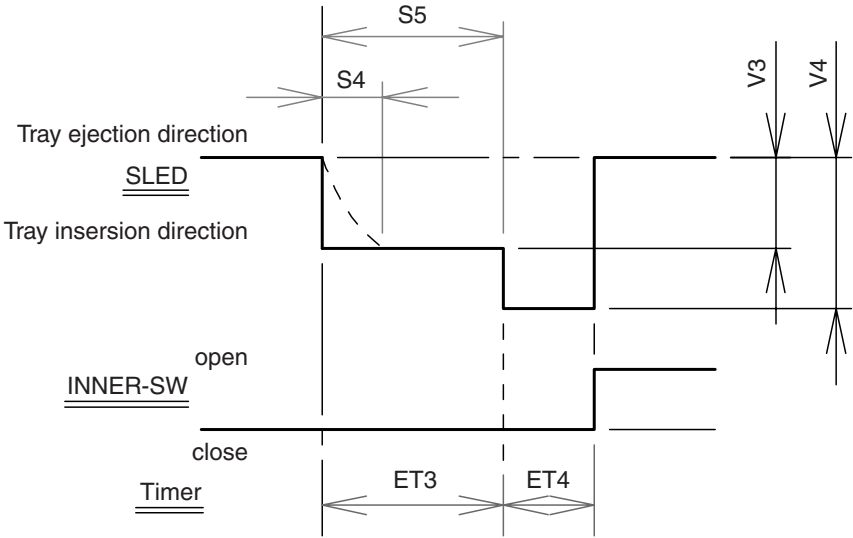 S5
S4
V3
V4
Tray ejection direction
SLED
Tray insersion direction
open
INNER-SW
close
Timer
ET3
ET4